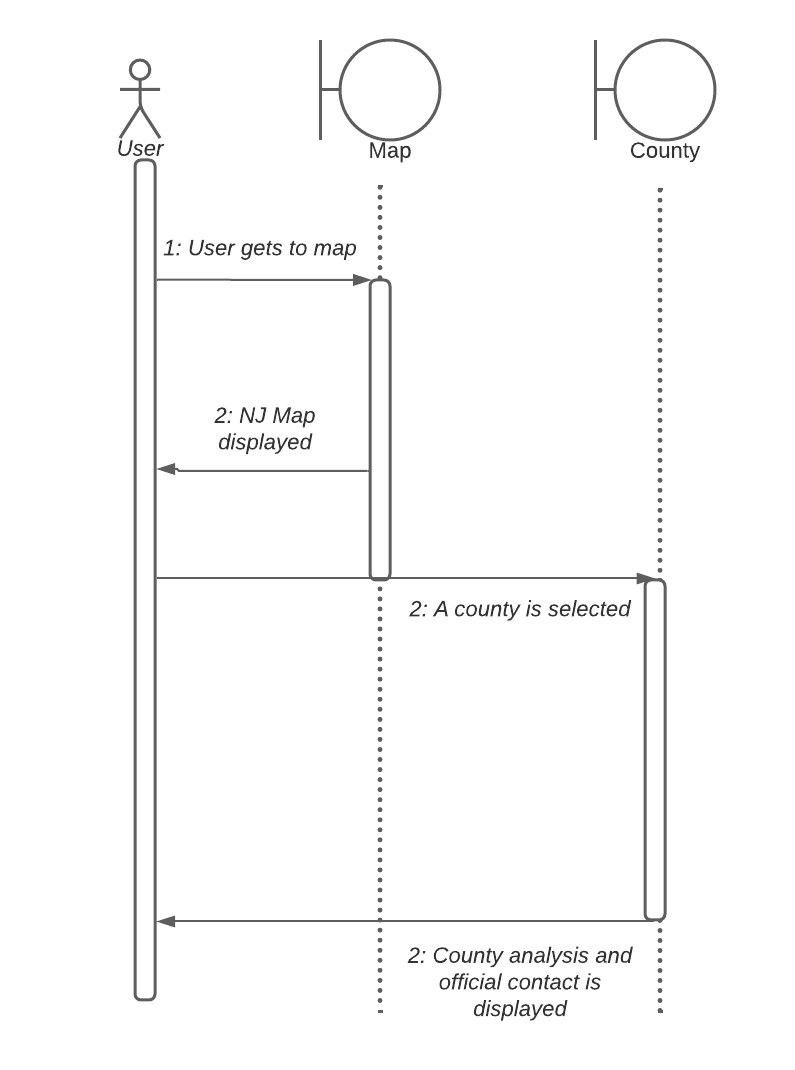 User
Map
County
1: User gets to map
2: NJ Map
displayed
2: A county is selected
2: County analysis and
official contact is
displayed